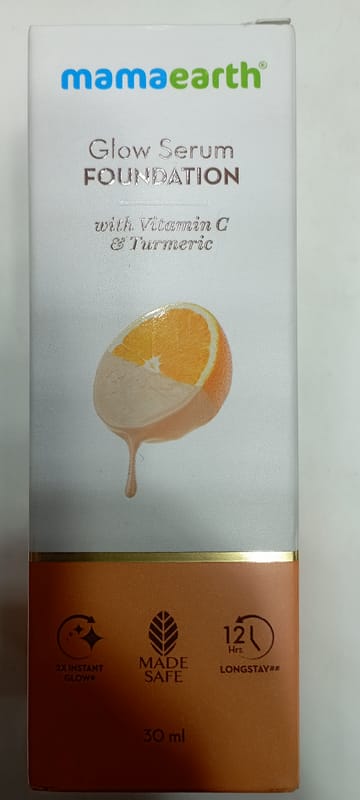 mamaearth®
Glow Serum
FOUNDATION
with Vitamin C
& Turmeric
2X INSTANT
GLOW#
MADE
SAFE
12
Hrs.
LONGSTAY##
30 ml